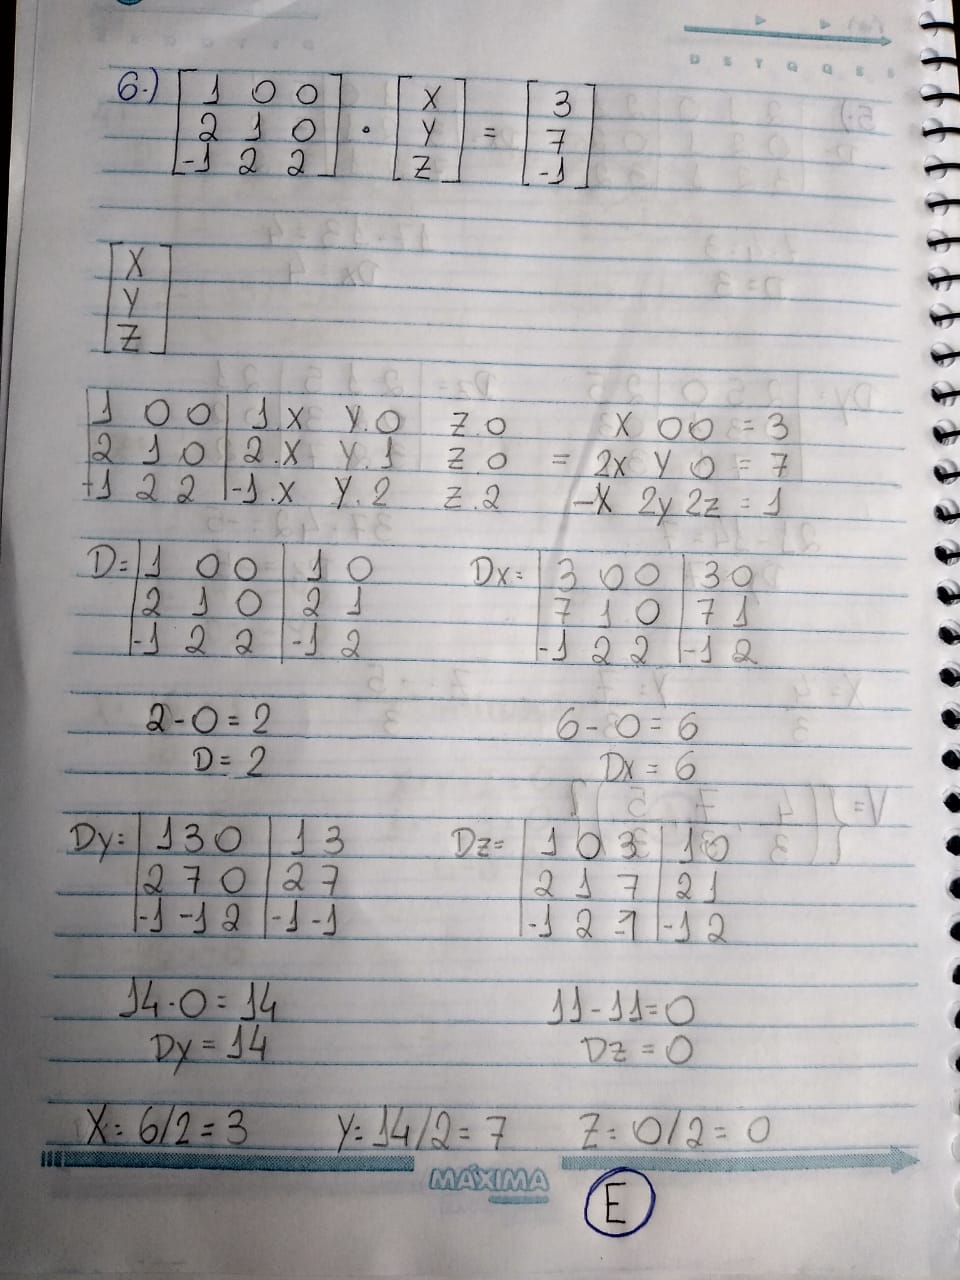 6.) 1 0 0 X 3
2 1 0 . Y = 7
-1 2 2 Z -1
X
Y
Z
1 0 0 1.X Y.0 Z.0 X 0 0 = 3
2 1 0 2.X Y.1 Z.0 = 2x Y 0 = 7
-1 2 2 -1.X Y.2 Z.2 -X 2y 2z = 1
D= 1 0 0 1 0 Dx= 3 0 0 3 0
2 1 0 2 1 7 1 0 7 1
-1 2 2 -1 2 -1 2 2 -1 2
2-0=2 6-0=6
D=2 Dx=6
Dy= 1 3 0 1 3 Dz= 1 0 3 1 0
2 7 0 2 7 2 1 7 2 1
-1 -1 2 -1 -1 -1 2 -1 -1 2
14-0=14 11-11=0
Dy=14 Dz=0
X=6/2=3 Y=14/2=7 Z=0/2=0
MÁXIMA
E